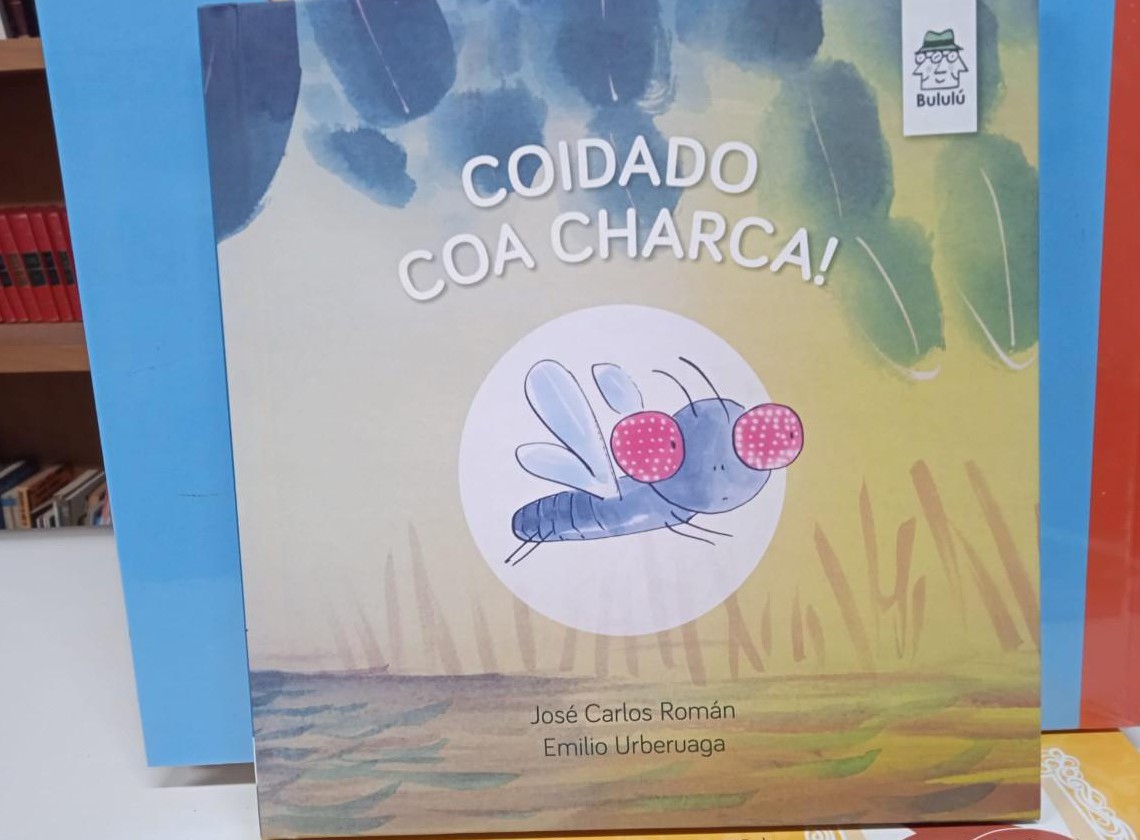 Bululú
COIDADO
COA CHARCA!
José Carlos Román
Emilio Urberuaga